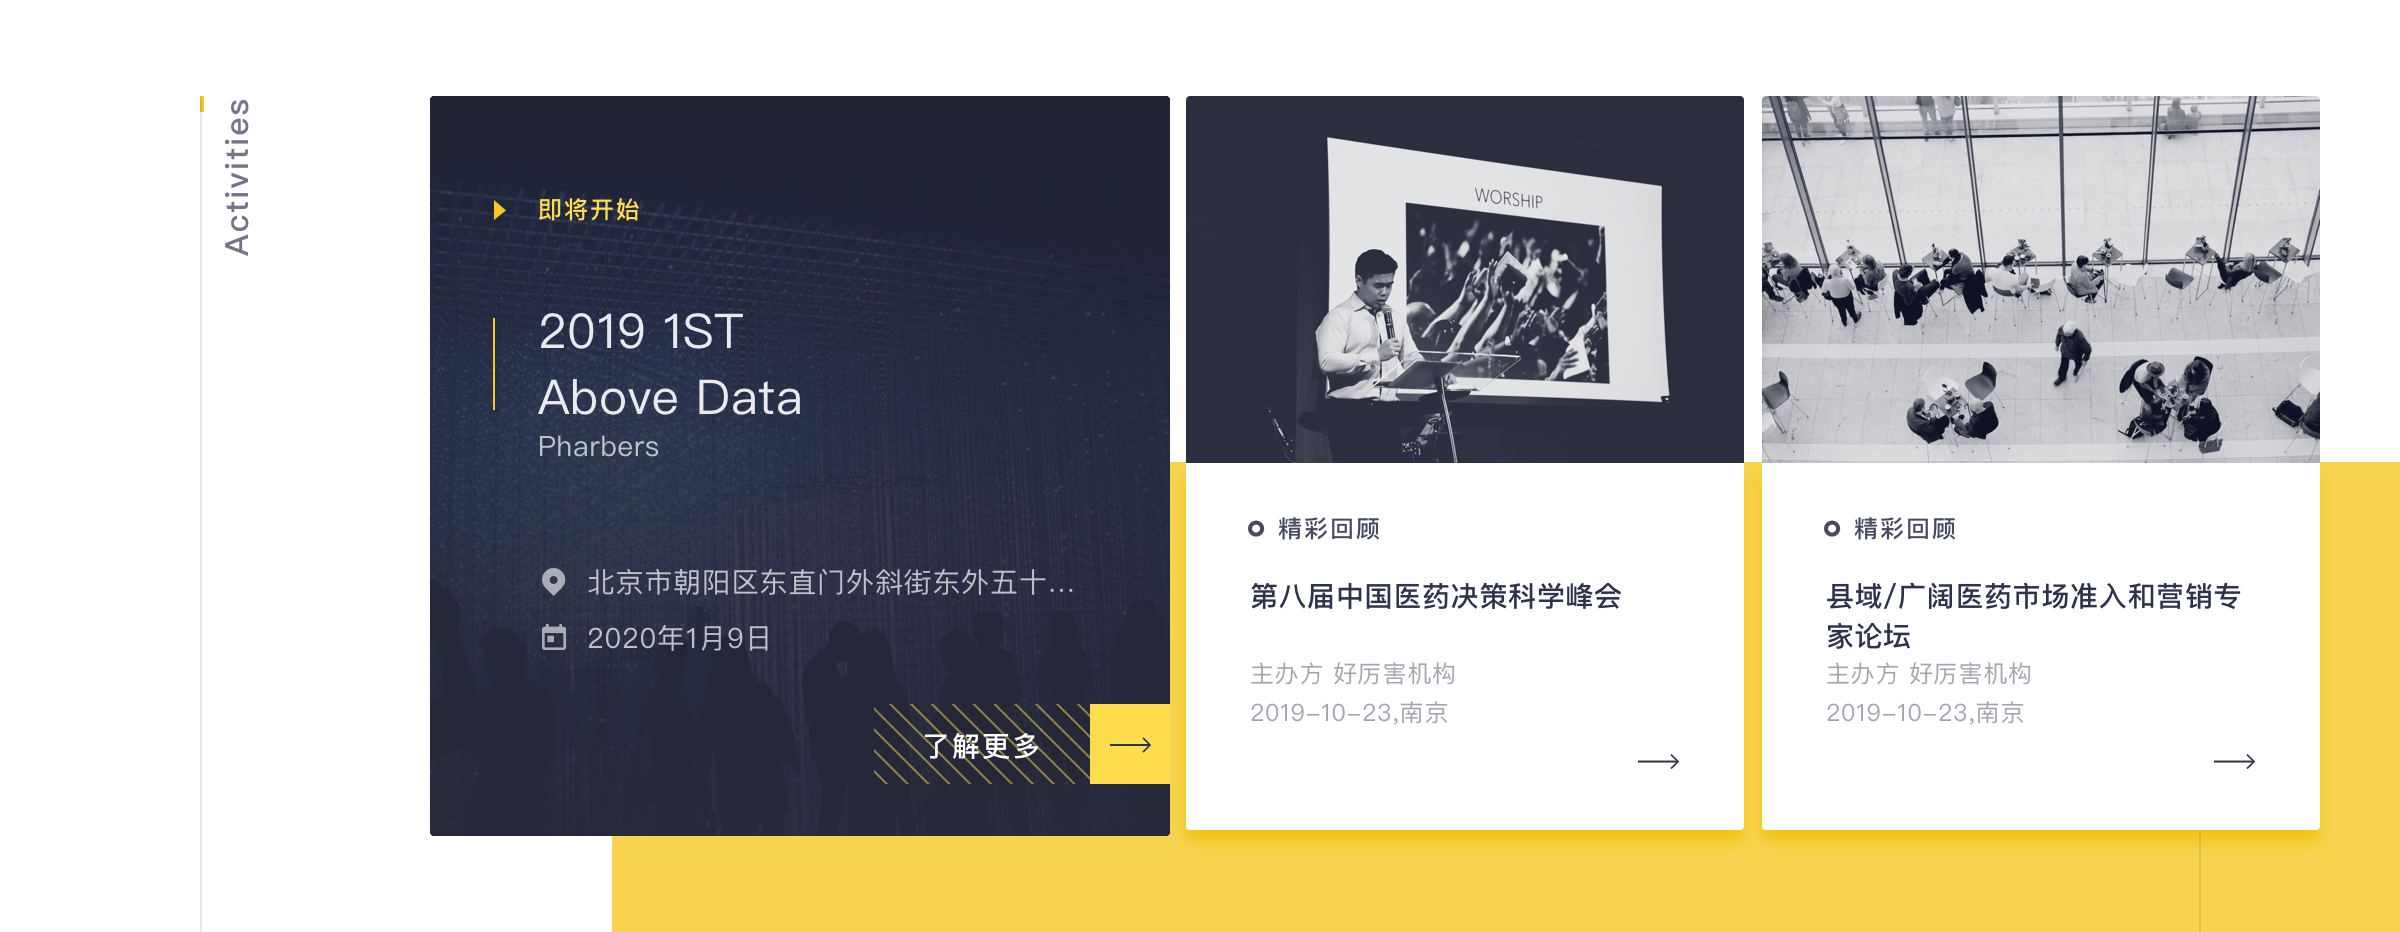 Activities
即将开始
2019 1ST
Above Data
Pharbers
北京市朝阳区东直门外斜街东外五十...
2020年1月9日
了解更多
WORSHIP
精彩回顾
第八届中国医药决策科学峰会
主办方 好厉害机构
2019-10-23,南京
精彩回顾
县域/广阔医药市场准入和营销专
家论坛
主办方 好厉害机构
2019-10-23,南京